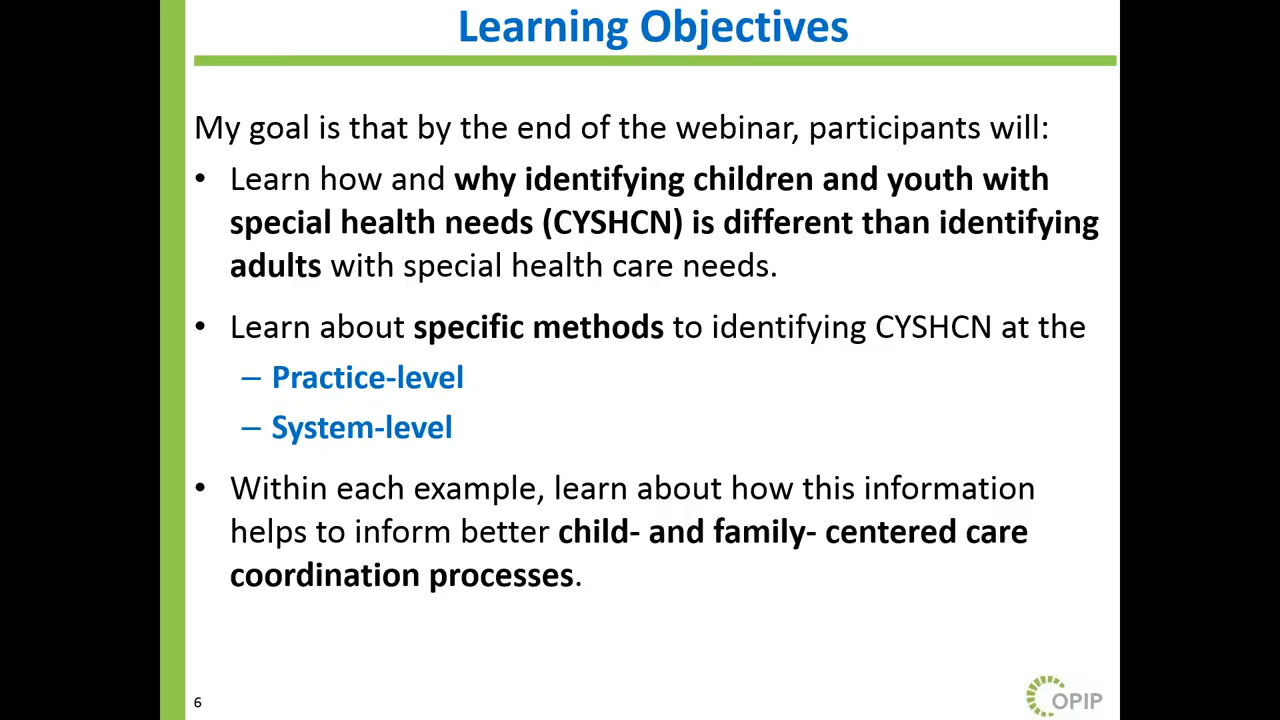 Learning Objectives
My goal is that by the end of the webinar, participants will:
• Learn how and why identifying children and youth with
special health needs (CYSHCN) is different than identifying
adults with special health care needs.
• Learn about specific methods to identifying CYSHCN at the
– Practice-level
– System-level
• Within each example, learn about how this information
helps to inform better child- and family- centered care
coordination processes.
6
OPIP